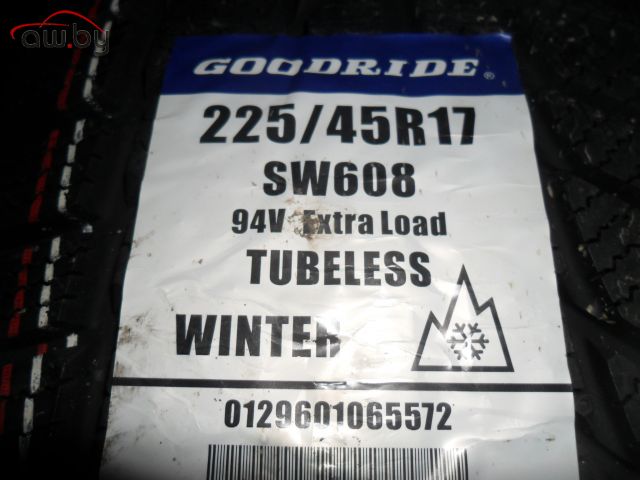 aw.by
GOODRIDE®
225/45R17
SW608
94V Extra Load
TUBELESS
WINTER
0129601065572